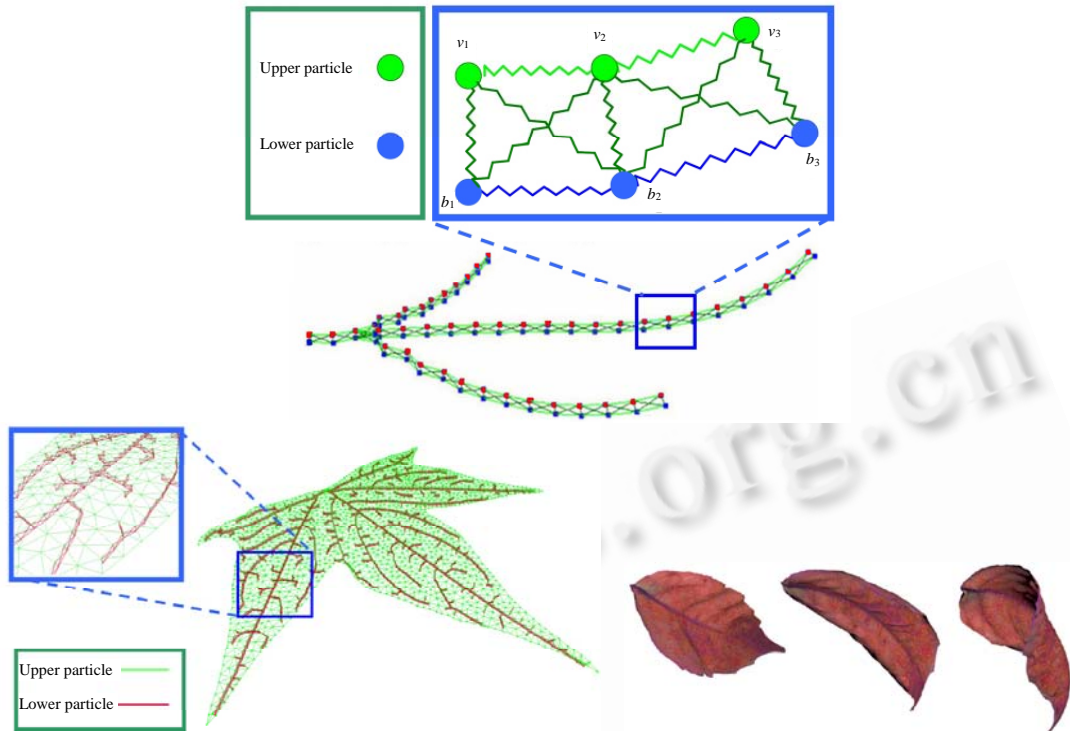 Upper particle
Lower particle
v1
v2
v3
b1
b2
b3
.org.cn
Upper particle
Lower particle